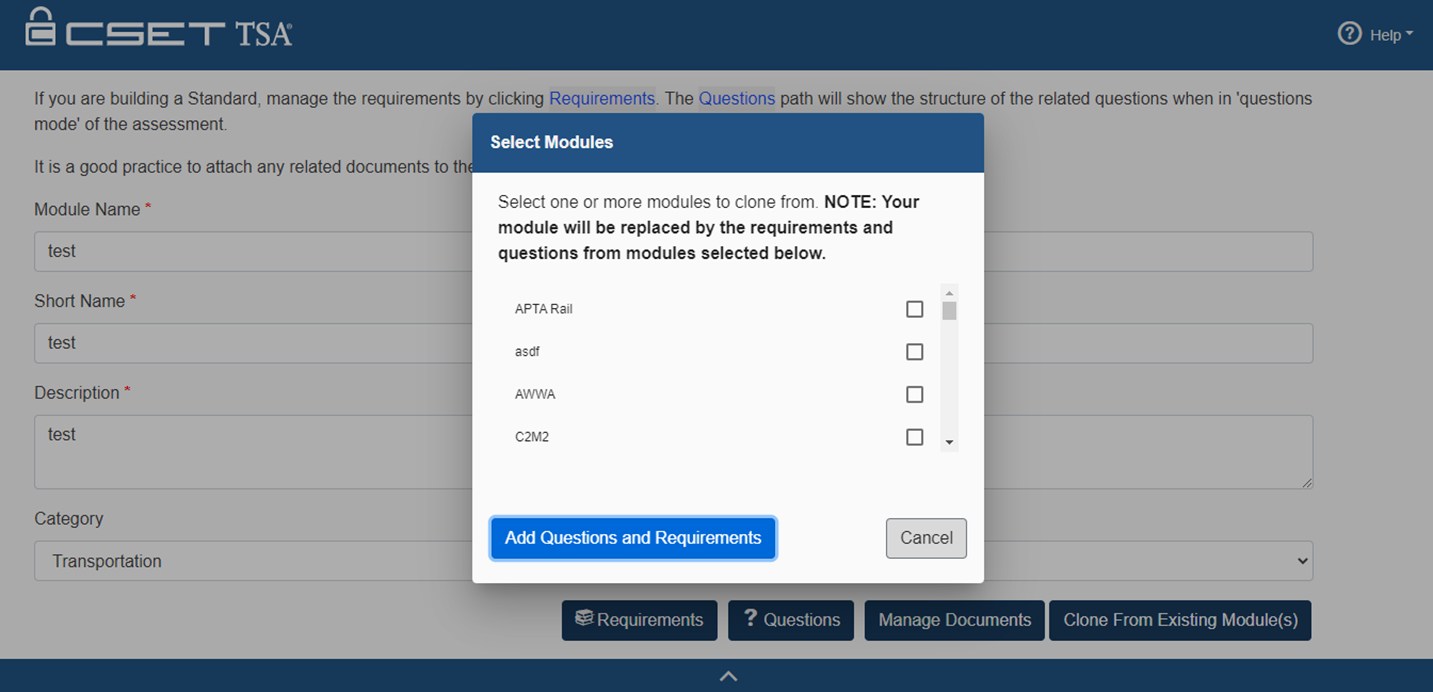 CSET TSA
Help
If you are building a Standard, manage the requirements by clicking Requirements. The Questions path will show the structure of the related questions when in 'questions
mode' of the assessment.
It is a good practice to attach any related documents to the
Module Name *
test
Short Name *
test
Description *
test
Category
Transportation
Select Modules
Select one or more modules to clone from. NOTE: Your
module will be replaced by the requirements and
questions from modules selected below.
APTA Rail
asdf
AWWA
C2M2
Add Questions and Requirements
Cancel
Requirements
? Questions
Manage Documents
Clone From Existing Module(s)